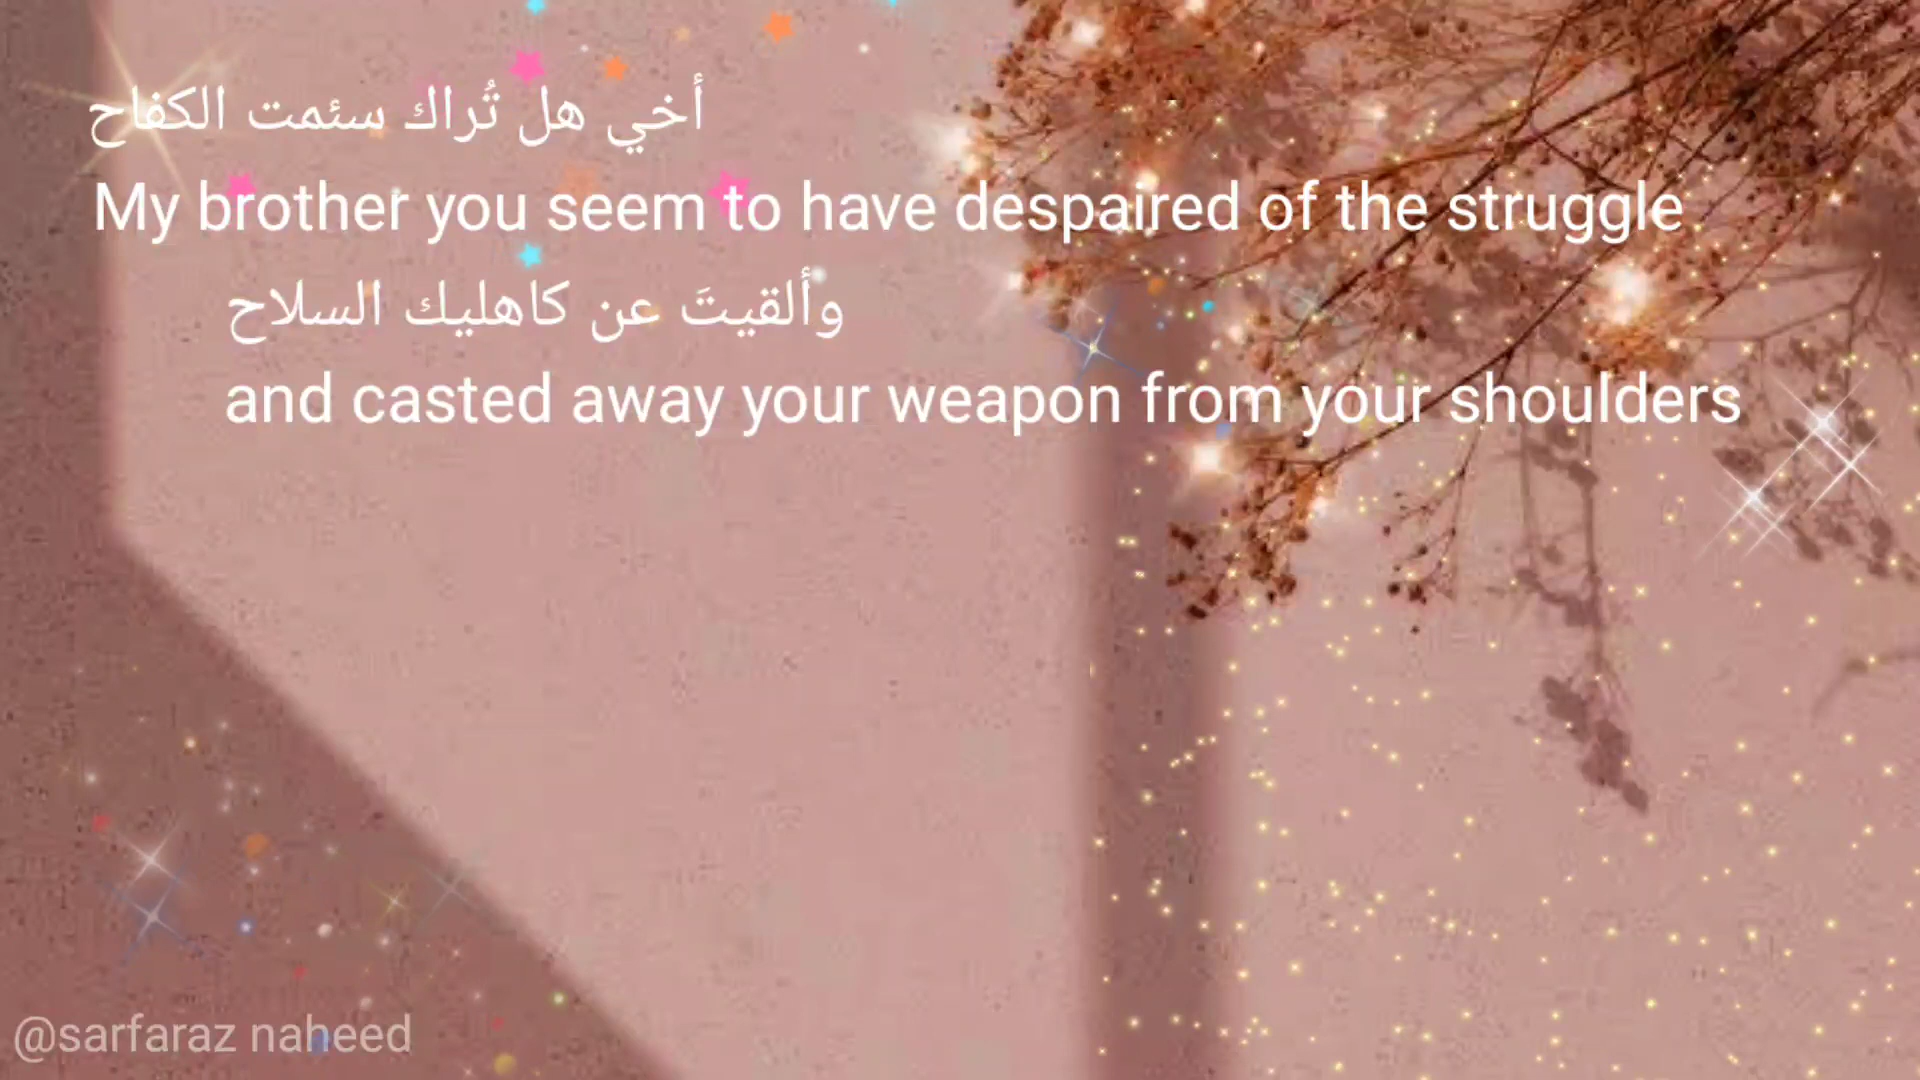 أخي هل تُراك سئمت الكفاح
My brother you seem to have despaired of the struggle
وألقيتَ عن كاهليك السلاح
and casted away your weapon from your shoulders
@sarfaraz naheed